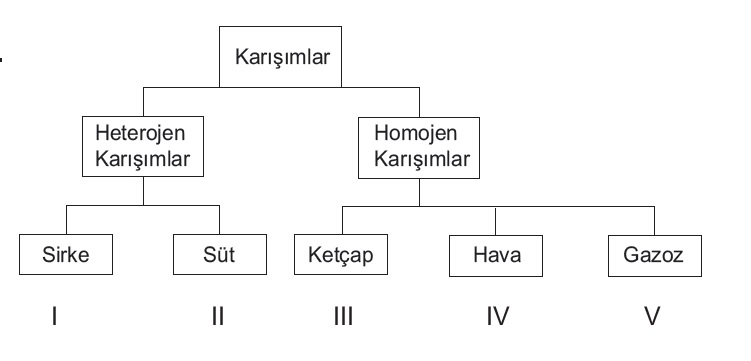 Karışımlar
Heterojen
Karışımlar
Homojen
Karışımlar
Sirke
Süt
Ketçap
Hava
Gazoz
I
II
III
IV
V